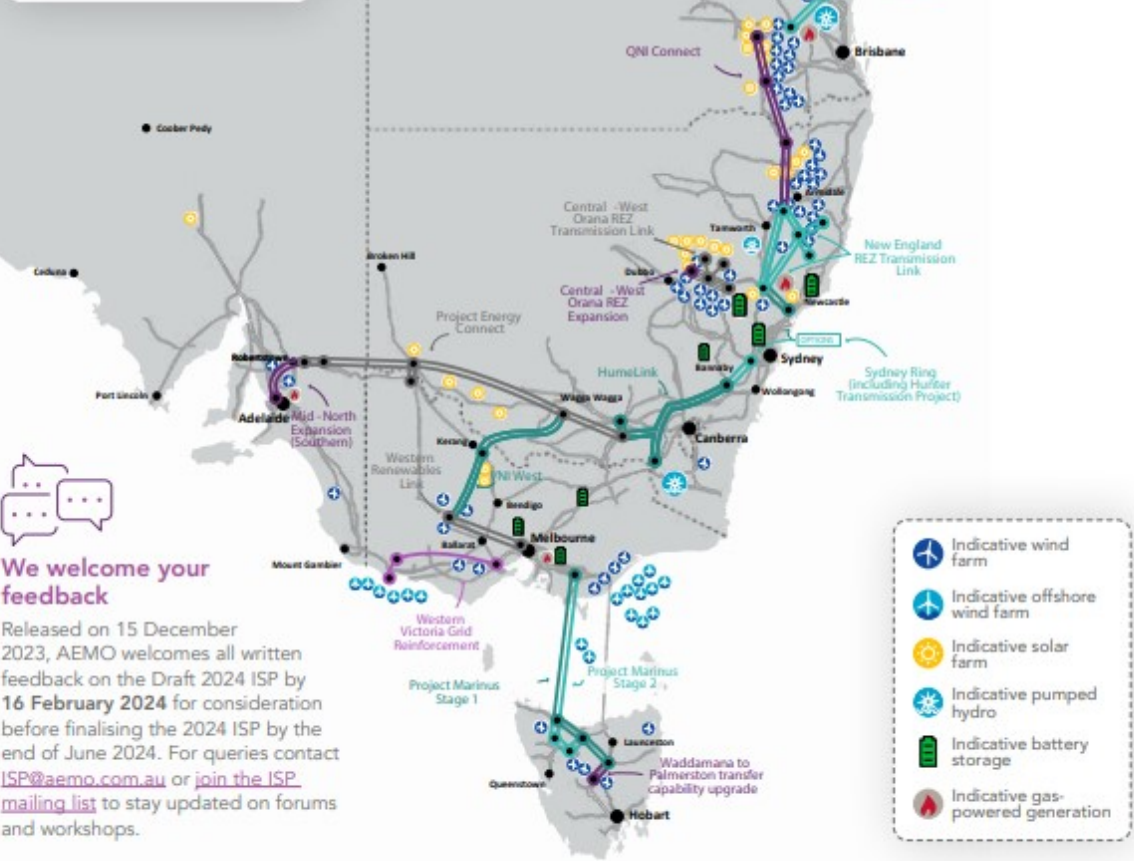 QNI Connect
Brisbane
Coober Pedy
Armidale
Central -West
Orana REZ
Transmission Link
Tamworth
New England
REZ Transmission
Link
Broken Hill
Ceduna
Dubbo
Central -West
Orana REZ
Expansion
Newcastle
Project Energy
Connect
OPTIONS
Robertstown
Sydney
Bannaby
HumeLink
Sydney Ring
(including Hunter
Transmission Project)
Port Lincoln
Wollongong
Wagga Wagga
Adelaide
Mid -North
Expansion
(Southern)
Canberra
Kerang
Western
Renewables
Link
VNI West
Bendigo
Melbourne
Ballarat
Mount Gambier
Western
Victoria Grid
Reinforcement
Project Marinus
Stage 1
Project Marinus
Stage 2
Launceston
Queenstown
Waddamana to
Palmerston transfer
capability upgrade
Hobart
We welcome your
feedback
Released on 15 December
2023, AEMO welcomes all written
feedback on the Draft 2024 ISP by
16 February 2024 for consideration
before finalising the 2024 ISP by the
end of June 2024. For queries contact
ISP@aemo.com.au or join the ISP
mailing list to stay updated on forums
and workshops.
Indicative wind
farm
Indicative offshore
wind farm
Indicative solar
farm
Indicative pumped
hydro
Indicative battery
storage
Indicative gas-
powered generation